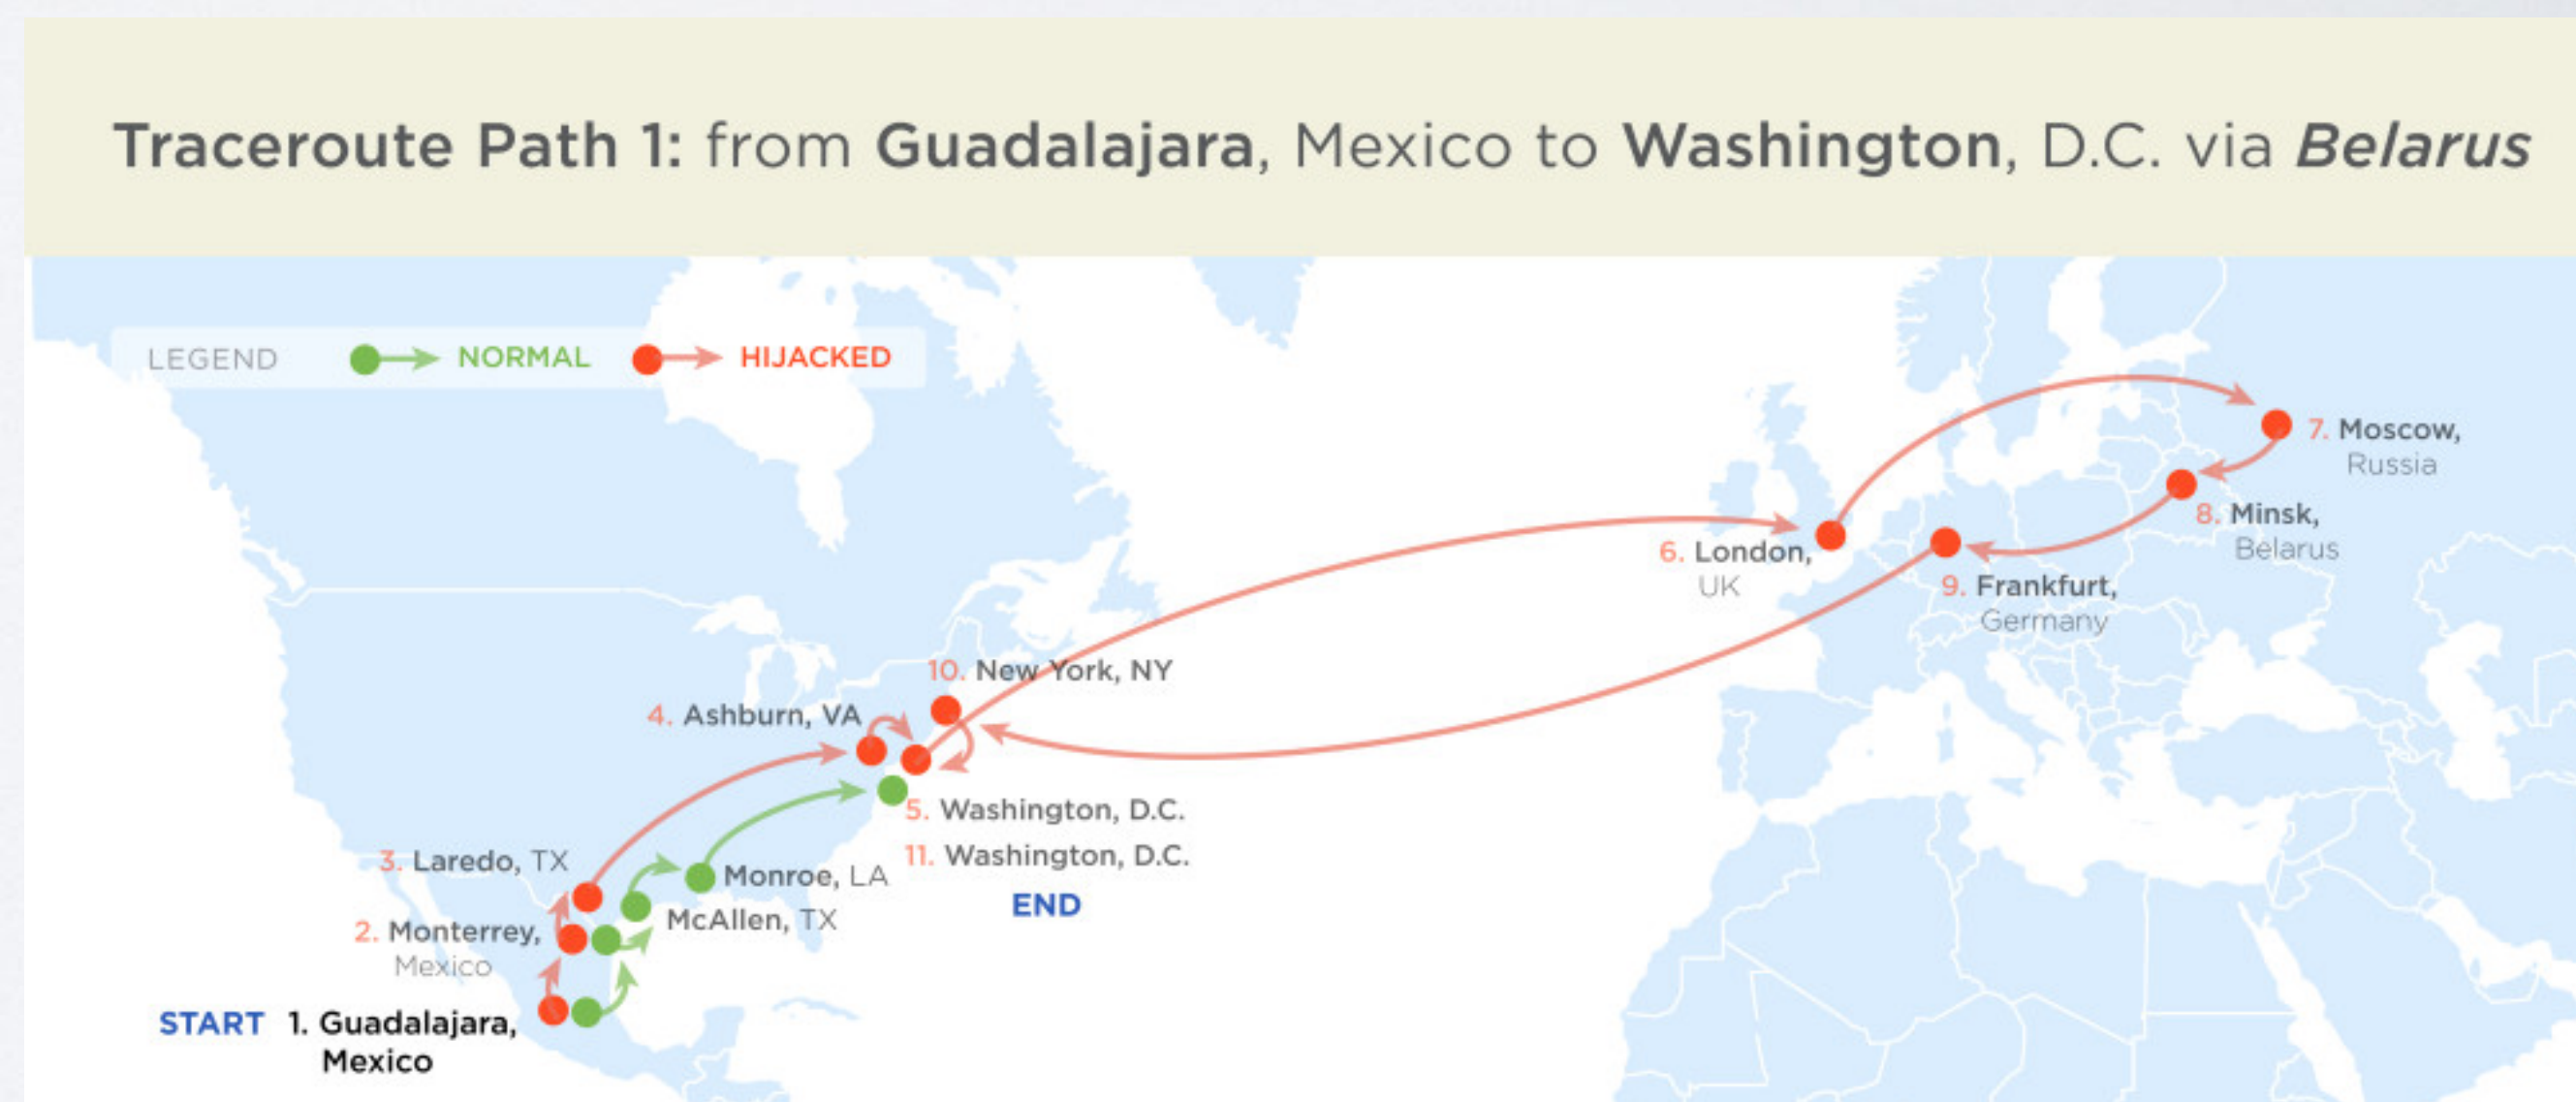 Traceroute Path 1: from Guadalajara, Mexico to Washington, D.C. via Belarus
LEGEND NORMAL HIJACKED
7. Moscow,
Russia
8. Minsk,
Belarus
6. London,
UK
9. Frankfurt,
Germany
10. New York, NY
4. Ashburn, VA
5. Washington, D.C.
11. Washington, D.C.
END
3. Laredo, TX
Monroe, LA
McAllen, TX
2. Monterrey,
Mexico
START 1. Guadalajara,
Mexico